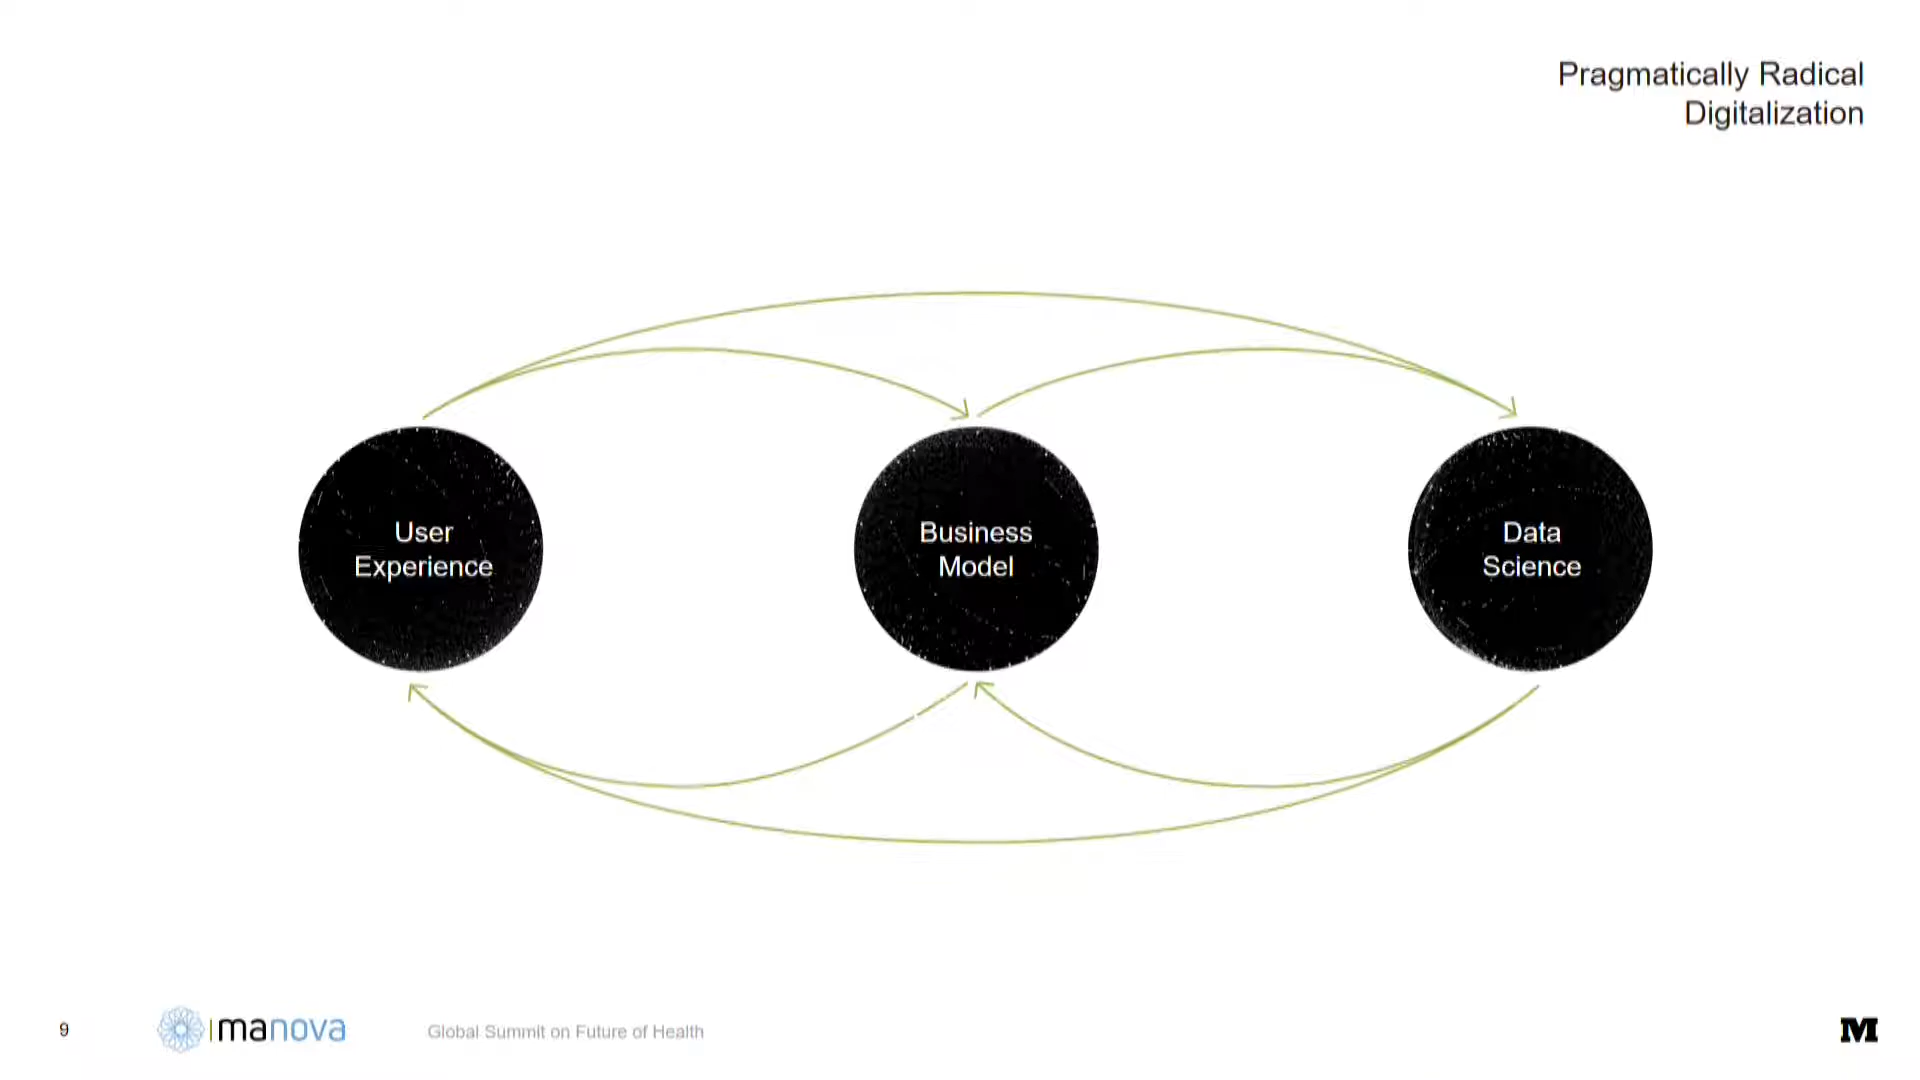 Pragmatically Radical
Digitalization
User
Experience
Business
Model
Data
Science
9
manova
Global Summit on Future of Health
M